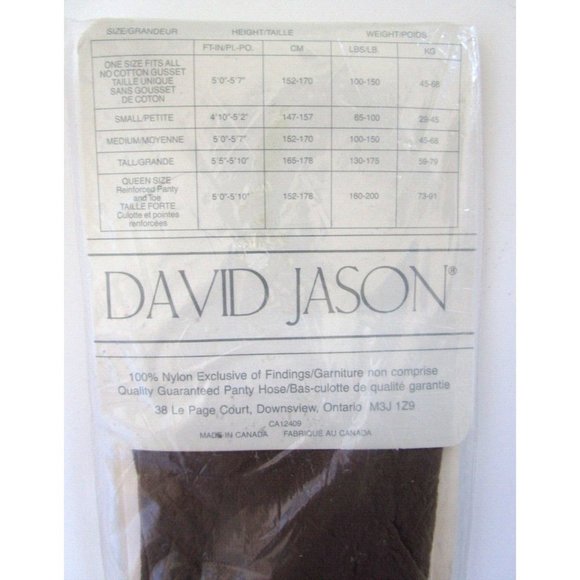 SIZE/GRANDEUR HEIGHT/TAILLE WEIGHT/POIDS
FT-IN/PI.-PO. CM LBS/LB. KG
ONE SIZE FITS ALL
NO COTTON GUSSET
TAILLE UNIQUE
SANS GOUSSET
DE COTON
5'0"-5'7" 152-170 100-150 45-68
SMALL/PETITE 4'10"-5'2" 147-157 65-100 29-45
MEDIUM/MOYENNE 5'0"-5'7" 152-170 100-150 45-68
TALL/GRANDE 5'5"-5'10" 165-178 130-175 59-79
QUEEN SIZE
Reinforced Panty
and Toe
TAILLE FORTE
Culotte et pointes
renforcées
5'0"-5'10" 152-178 160-200 73-91
DAVID JASON®
100% Nylon Exclusive of Findings/Garniture non comprise
Quality Guaranteed Panty Hose/Bas-culotte de qualité garantie
38 Le Page Court, Downsview, Ontario M3J 1Z9
CA12409
MADE IN CANADA FABRIQUÉ AU CANADA